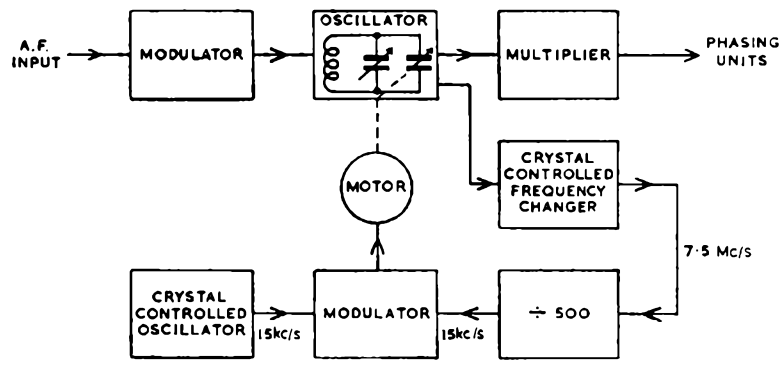 A.F.
INPUT
MODULATOR
OSCILLATOR
MULTIPLIER
PHASING
UNITS
MOTOR
CRYSTAL
CONTROLLED
FREQUENCY
CHANGER
7·5 Mc/s
CRYSTAL
CONTROLLED
OSCILLATOR
15kc/s
MODULATOR
15kc/s
÷ 500